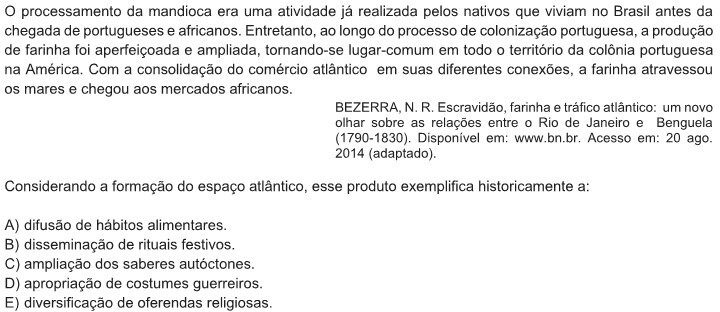 O processamento da mandioca era uma atividade já realizada pelos nativos que viviam no Brasil antes da
chegada de portugueses e africanos. Entretanto, ao longo do processo de colonização portuguesa, a produção
de farinha foi aperfeiçoada e ampliada, tornando-se lugar-comum em todo o território da colônia portuguesa
na América. Com a consolidação do comércio atlântico em suas diferentes conexões, a farinha atravessou
os mares e chegou aos mercados africanos.
BEZERRA, N. R. Escravidão, farinha e tráfico atlântico: um novo
olhar sobre as relações entre o Rio de Janeiro e Benguela
(1790-1830). Disponível em: www.bn.br. Acesso em: 20 ago.
2014 (adaptado).
Considerando a formação do espaço atlântico, esse produto exemplifica historicamente a:
A) difusão de hábitos alimentares.
B) disseminação de rituais festivos.
C) ampliação dos saberes autóctones.
D) apropriação de costumes guerreiros.
E) diversificação de oferendas religiosas.